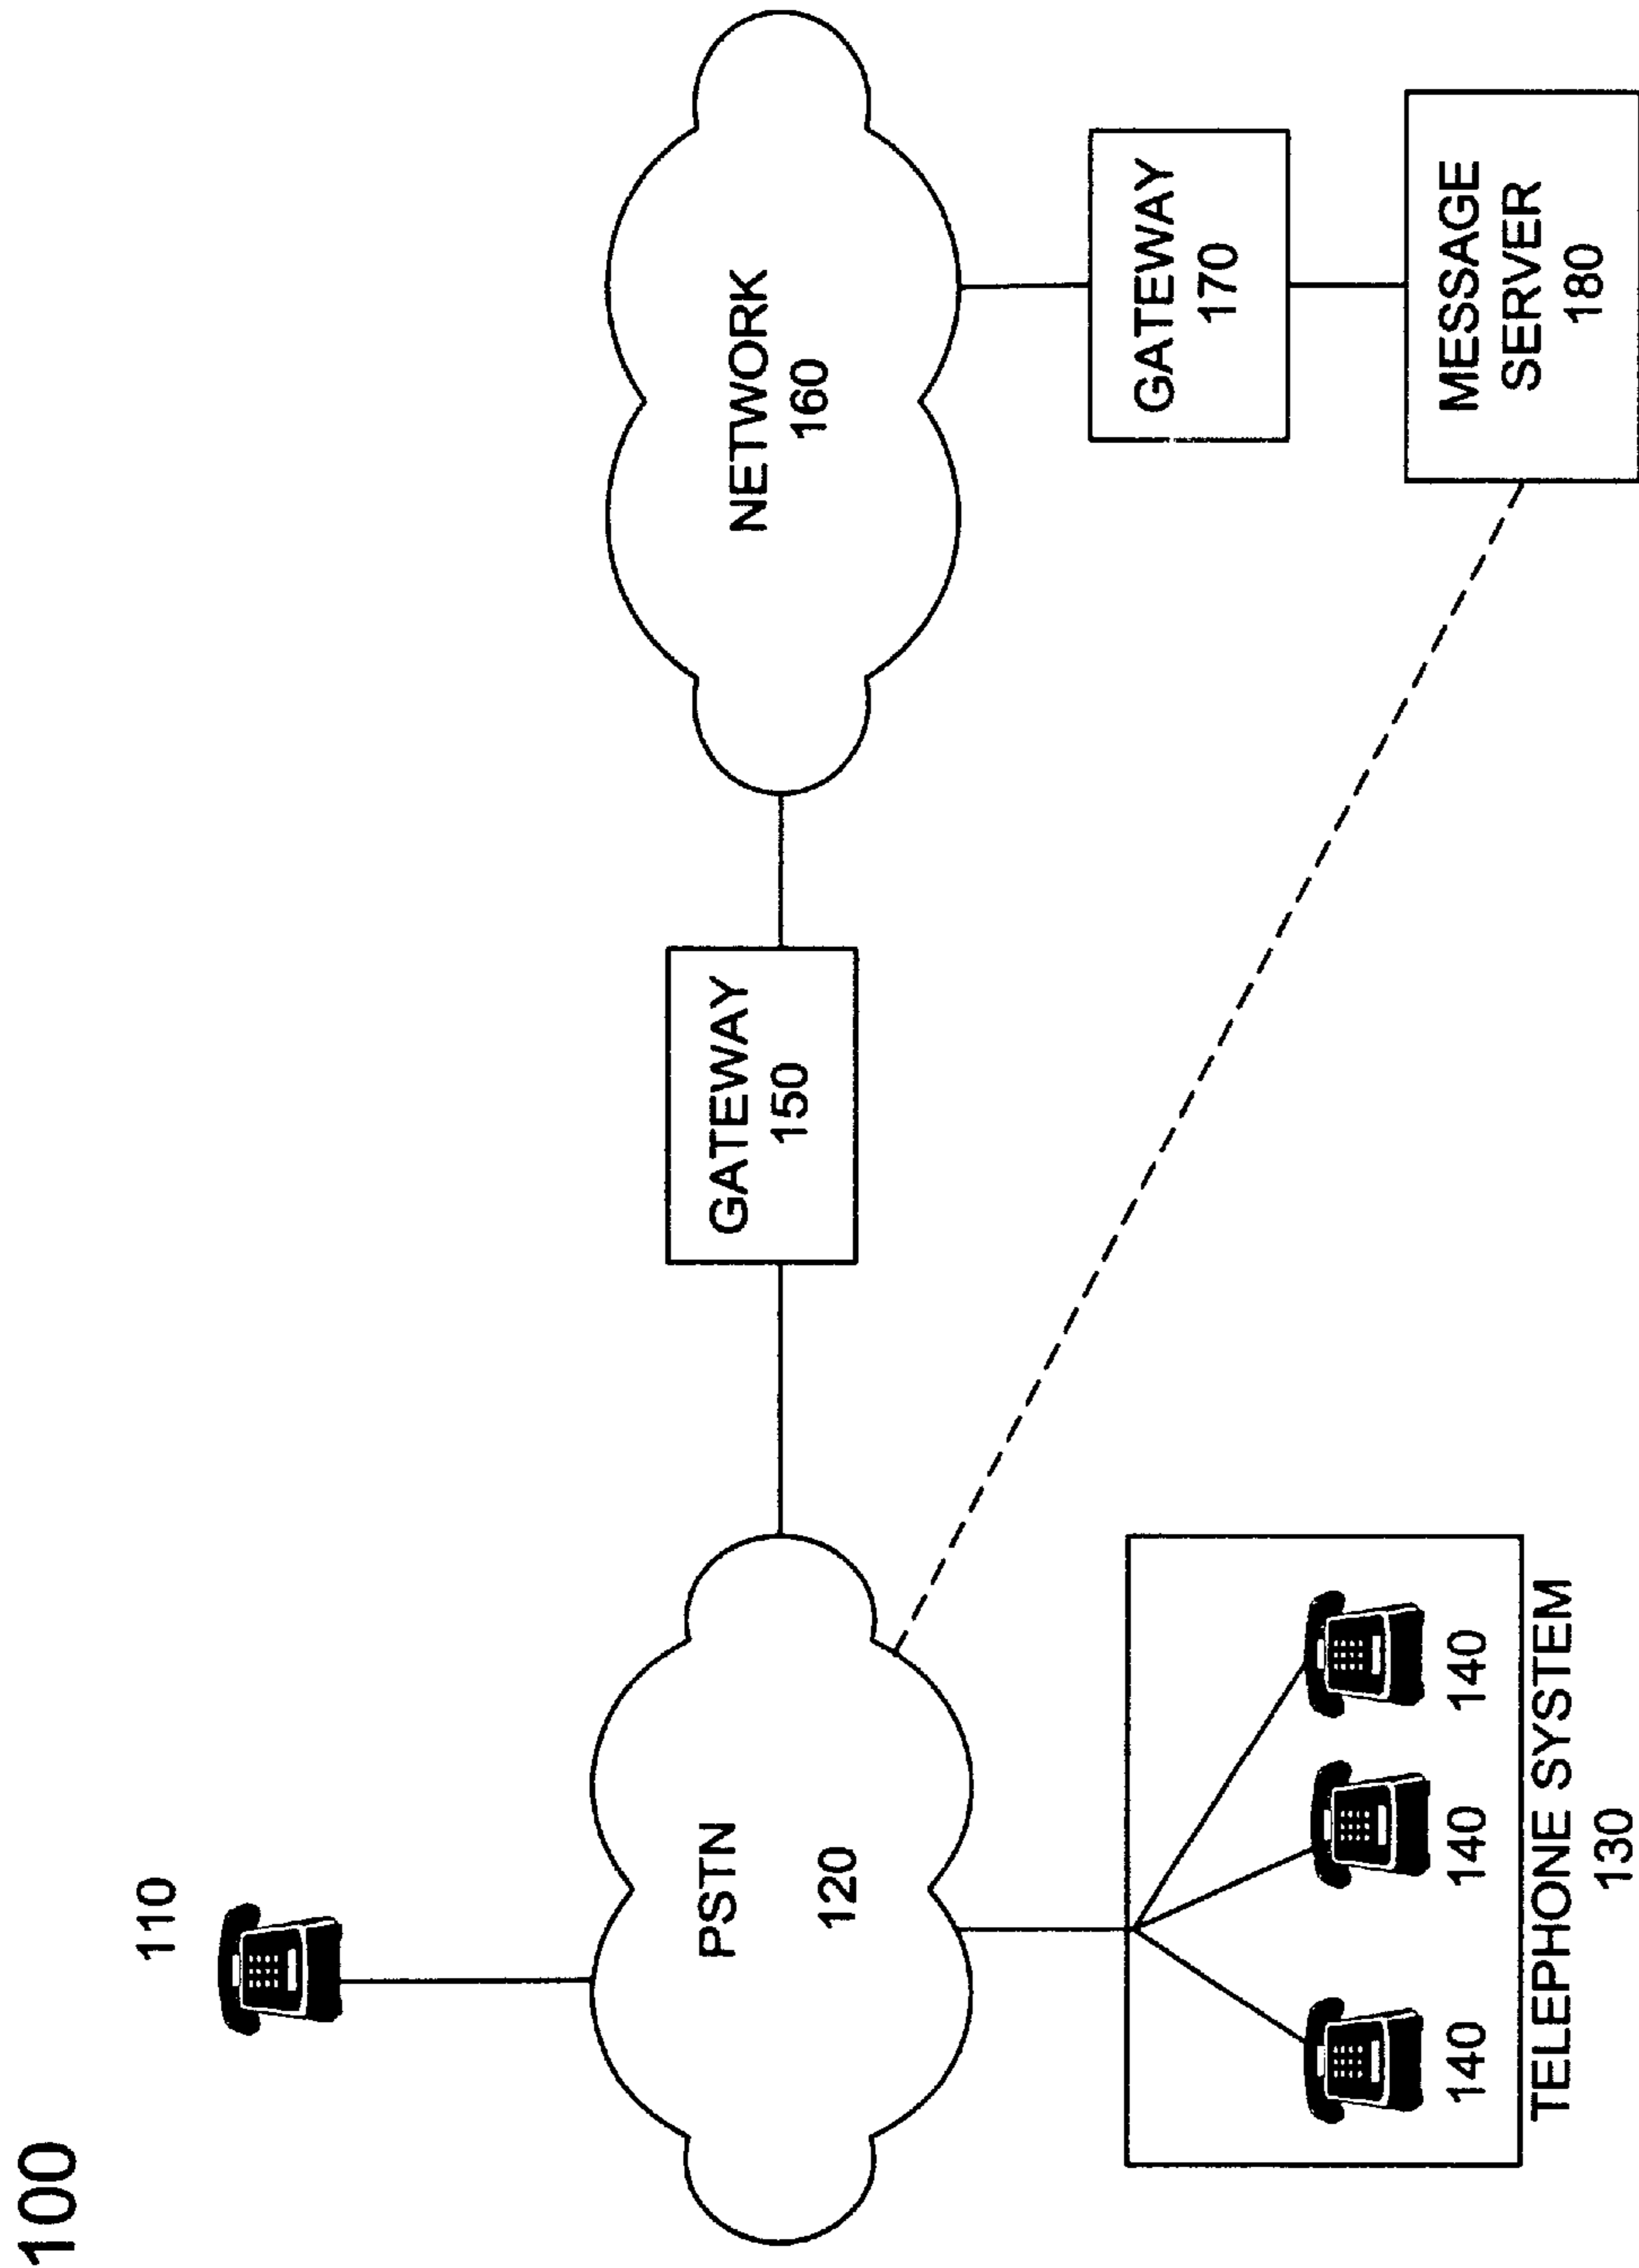 100
110
PSTN
120
GATEWAY
150
NETWORK
160
GATEWAY
170
MESSAGE
SERVER
180
140
140
140
TELEPHONE SYSTEM
130